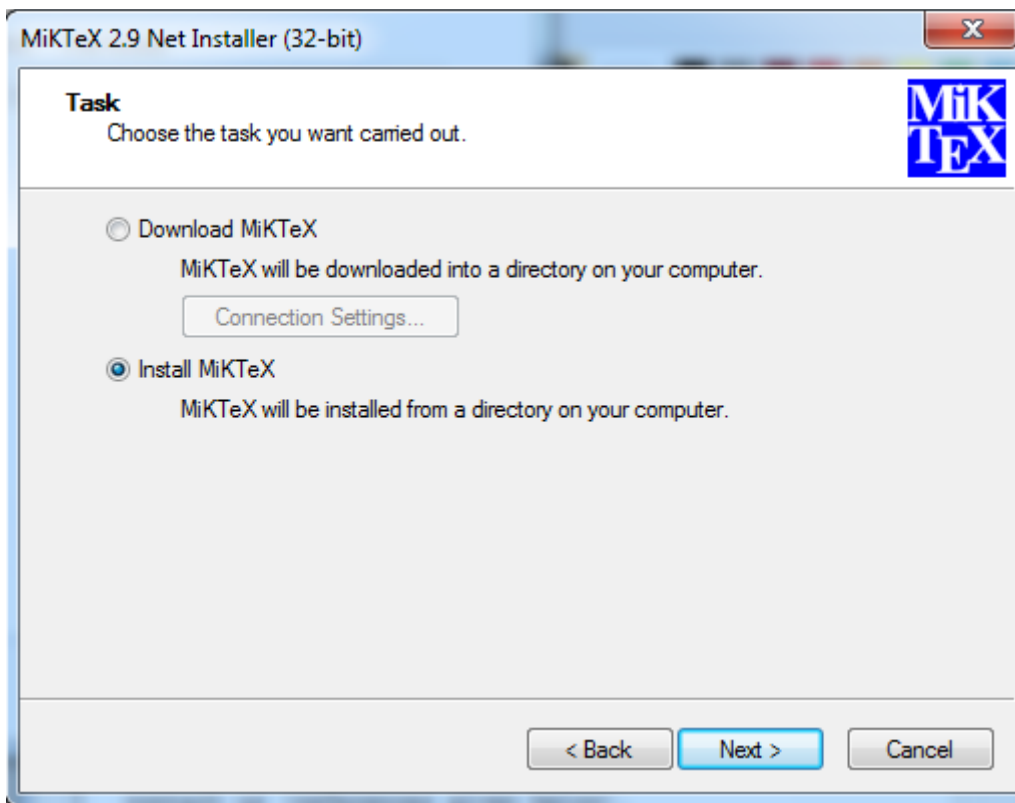 MiKTeX 2.9 Net Installer (32-bit)
Task
Choose the task you want carried out.
MiK
TEX
Download MiKTeX
MiKTeX will be downloaded into a directory on your computer.
Connection Settings...
Install MiKTeX
MiKTeX will be installed from a directory on your computer.
< Back
Next >
Cancel